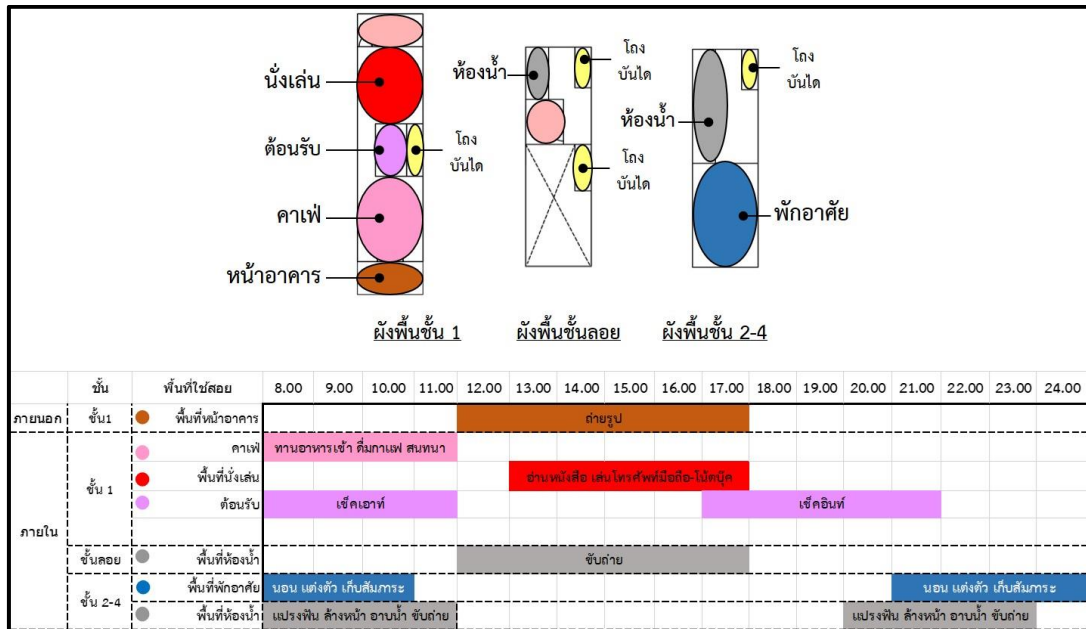 นั่งเล่น
ต้อนรับ
โถง
บันได
คาเฟ่
หน้าอาคาร
ผังพื้นชั้น 1
ห้องน้ำ
โถง
บันได
โถง
บันได
ผังพื้นชั้นลอย
โถง
บันได
ห้องน้ำ
พักอาศัย
ผังพื้นชั้น 2-4
ชั้น พื้นที่ใช้สอย 8.00 9.00 10.00 11.00 12.00 13.00 14.00 15.00 16.00 17.00 18.00 19.00 20.00 21.00 22.00 23.00 24.00
ภายนอก ชั้น1 พื้นที่หน้าอาคาร ถ่ายรูป
ภายใน
ชั้น 1
คาเฟ่ ทานอาหารเช้า ดื่มกาแฟ สนทนา
พื้นที่นั่งเล่น อ่านหนังสือ เล่นโทรศัพท์มือถือ-โน้ตบุ๊ค
ต้อนรับ เช็คเอาท์ เช็คอินท์
ชั้นลอย พื้นที่ห้องน้ำ ขับถ่าย
ชั้น 2-4
พื้นที่พักอาศัย นอน แต่งตัว เก็บสัมภาระ นอน แต่งตัว เก็บสัมภาระ
พื้นที่ห้องน้ำ แปรงฟัน ล้างหน้า อาบน้ำ ขับถ่าย แปรงฟัน ล้างหน้า อาบน้ำ ขับถ่าย